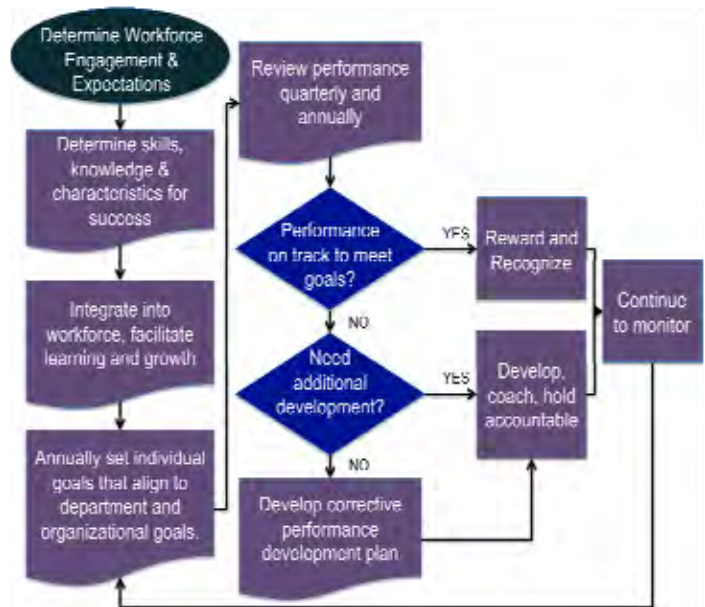 Determine Workforce
Engagement &
Expectations
Determine skills,
knowledge &
characteristics for
success
Integrate into
workforce, facilitate
learning and growth
Annually set individual
goals that align to
department and
organizational goals.
Review performance
quarterly and
annually
Performance
on track to meet
goals?
YES
Reward and
Recognize
NO
Need
additional
development?
YES
Develop,
coach, hold
accountable
NO
Develop corrective
performance
development plan
Continue
to monitor